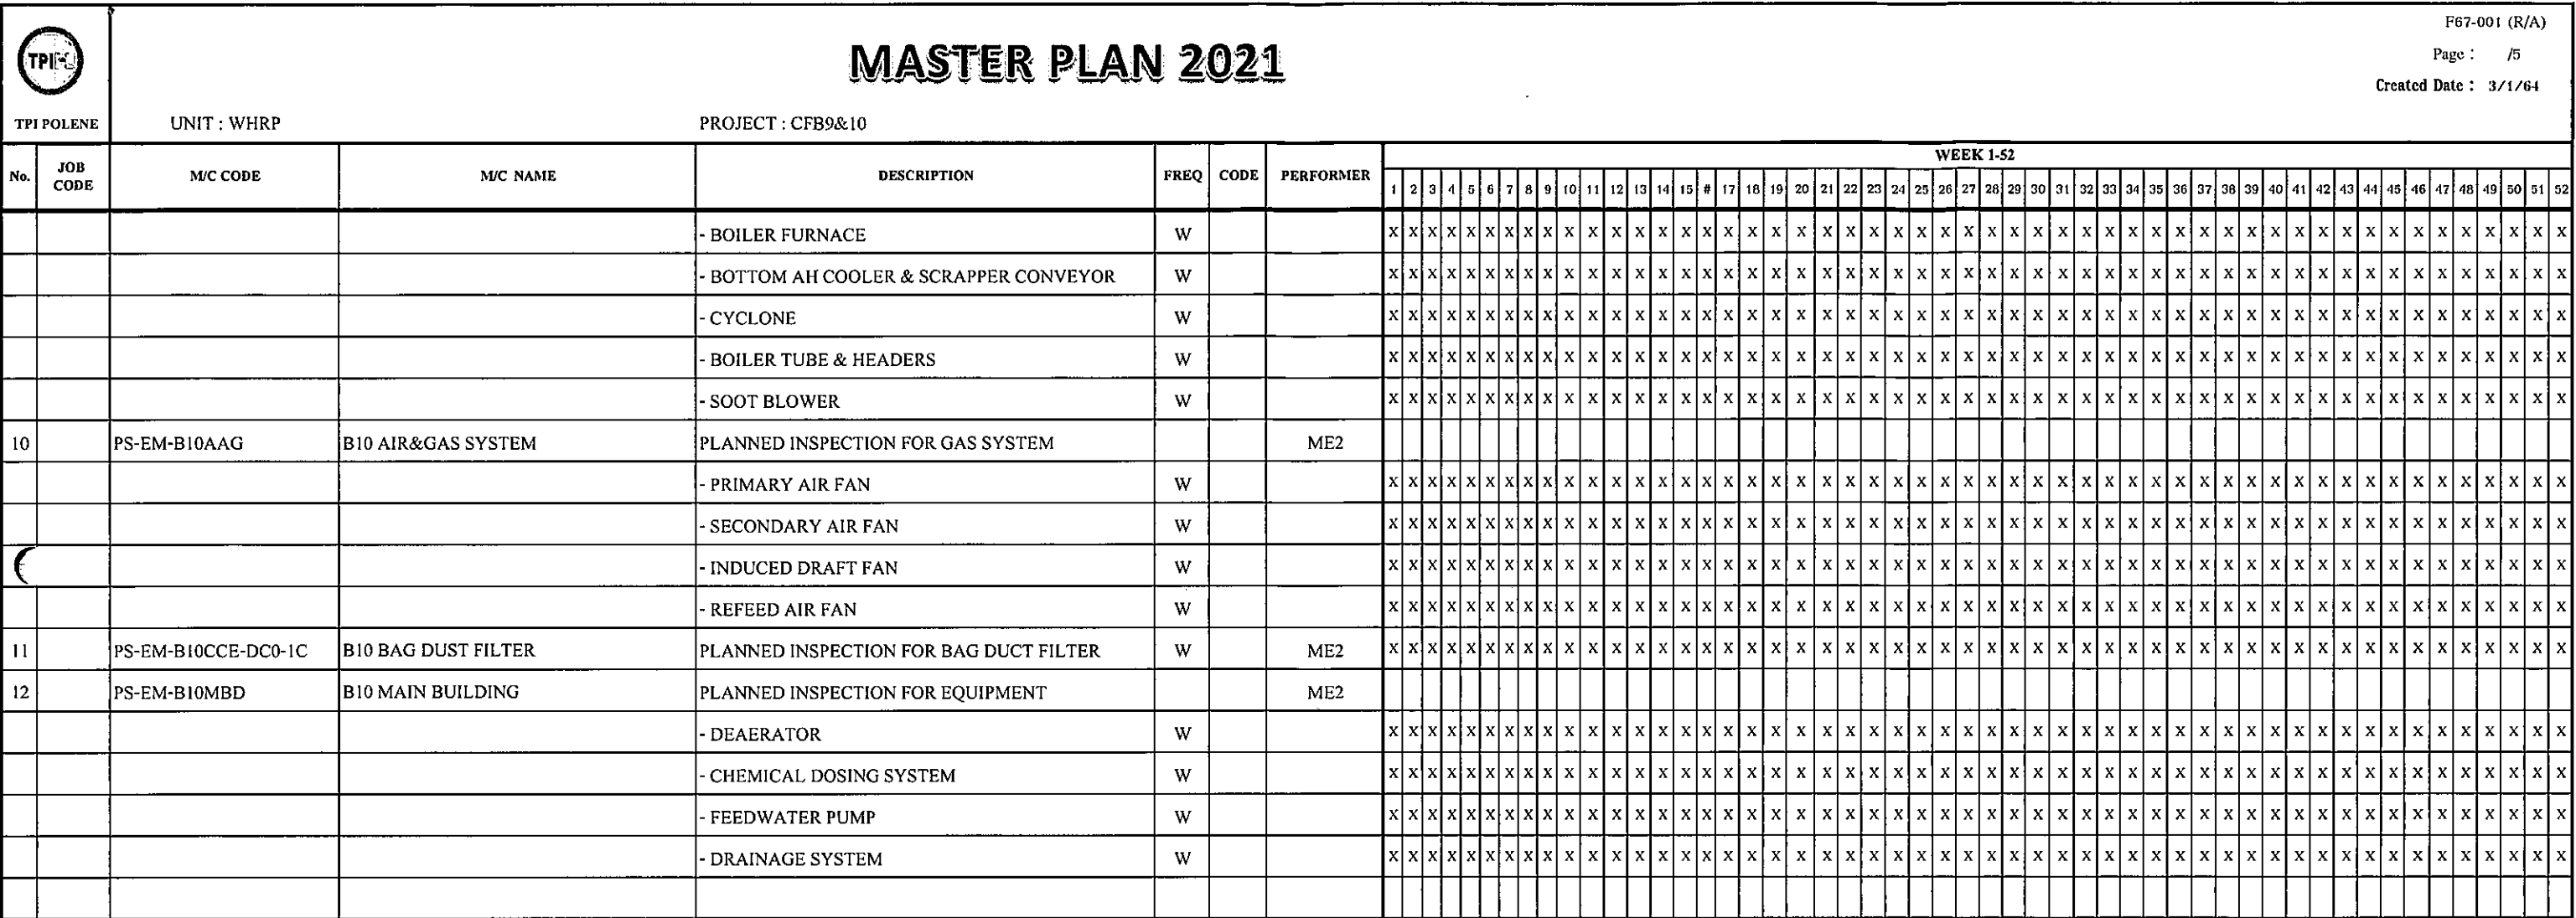 F67-001 (R/A)
TPI
MASTER PLAN 2021
Page : /5
Created Date : 3/1/64
TPI POLENE UNIT : WHRP PROJECT : CFB9&10
No. JOB CODE M/C CODE M/C NAME DESCRIPTION FREQ CODE PERFORMER WEEK 1-52
1 2 3 4 5 6 7 8 9 10 11 12 13 14 15 # 17 18 19 20 21 22 23 24 25 26 27 28 29 30 31 32 33 34 35 36 37 38 39 40 41 42 43 44 45 46 47 48 49 50 51 52
- BOILER FURNACE W x x x x x x x x x x x x x x x x x x x x x x x x x x x x x x x x x x x x x x x x x x x x x x x x x x x x
- BOTTOM AH COOLER & SCRAPPER CONVEYOR W x x x x x x x x x x x x x x x x x x x x x x x x x x x x x x x x x x x x x x x x x x x x x x x x x x x x
- CYCLONE W x x x x x x x x x x x x x x x x x x x x x x x x x x x x x x x x x x x x x x x x x x x x x x x x x x x x
- BOILER TUBE & HEADERS W x x x x x x x x x x x x x x x x x x x x x x x x x x x x x x x x x x x x x x x x x x x x x x x x x x x x
- SOOT BLOWER W x x x x x x x x x x x x x x x x x x x x x x x x x x x x x x x x x x x x x x x x x x x x x x x x x x x x
10 PS-EM-B10AAG B10 AIR&GAS SYSTEM PLANNED INSPECTION FOR GAS SYSTEM ME2
- PRIMARY AIR FAN W x x x x x x x x x x x x x x x x x x x x x x x x x x x x x x x x x x x x x x x x x x x x x x x x x x x x
- SECONDARY AIR FAN W x x x x x x x x x x x x x x x x x x x x x x x x x x x x x x x x x x x x x x x x x x x x x x x x x x x x
- INDUCED DRAFT FAN W x x x x x x x x x x x x x x x x x x x x x x x x x x x x x x x x x x x x x x x x x x x x x x x x x x x x
- REFEED AIR FAN W x x x x x x x x x x x x x x x x x x x x x x x x x x x x x x x x x x x x x x x x x x x x x x x x x x x x
11 PS-EM-B10CCE-DC0-1C B10 BAG DUST FILTER PLANNED INSPECTION FOR BAG DUCT FILTER W ME2 x x x x x x x x x x x x x x x x x x x x x x x x x x x x x x x x x x x x x x x x x x x x x x x x x x x x
12 PS-EM-B10MBD B10 MAIN BUILDING PLANNED INSPECTION FOR EQUIPMENT ME2
- DEAERATOR W x x x x x x x x x x x x x x x x x x x x x x x x x x x x x x x x x x x x x x x x x x x x x x x x x x x x
- CHEMICAL DOSING SYSTEM W x x x x x x x x x x x x x x x x x x x x x x x x x x x x x x x x x x x x x x x x x x x x x x x x x x x x
- FEEDWATER PUMP W x x x x x x x x x x x x x x x x x x x x x x x x x x x x x x x x x x x x x x x x x x x x x x x x x x x x
- DRAINAGE SYSTEM W x x x x x x x x x x x x x x x x x x x x x x x x x x x x x x x x x x x x x x x x x x x x x x x x x x x x